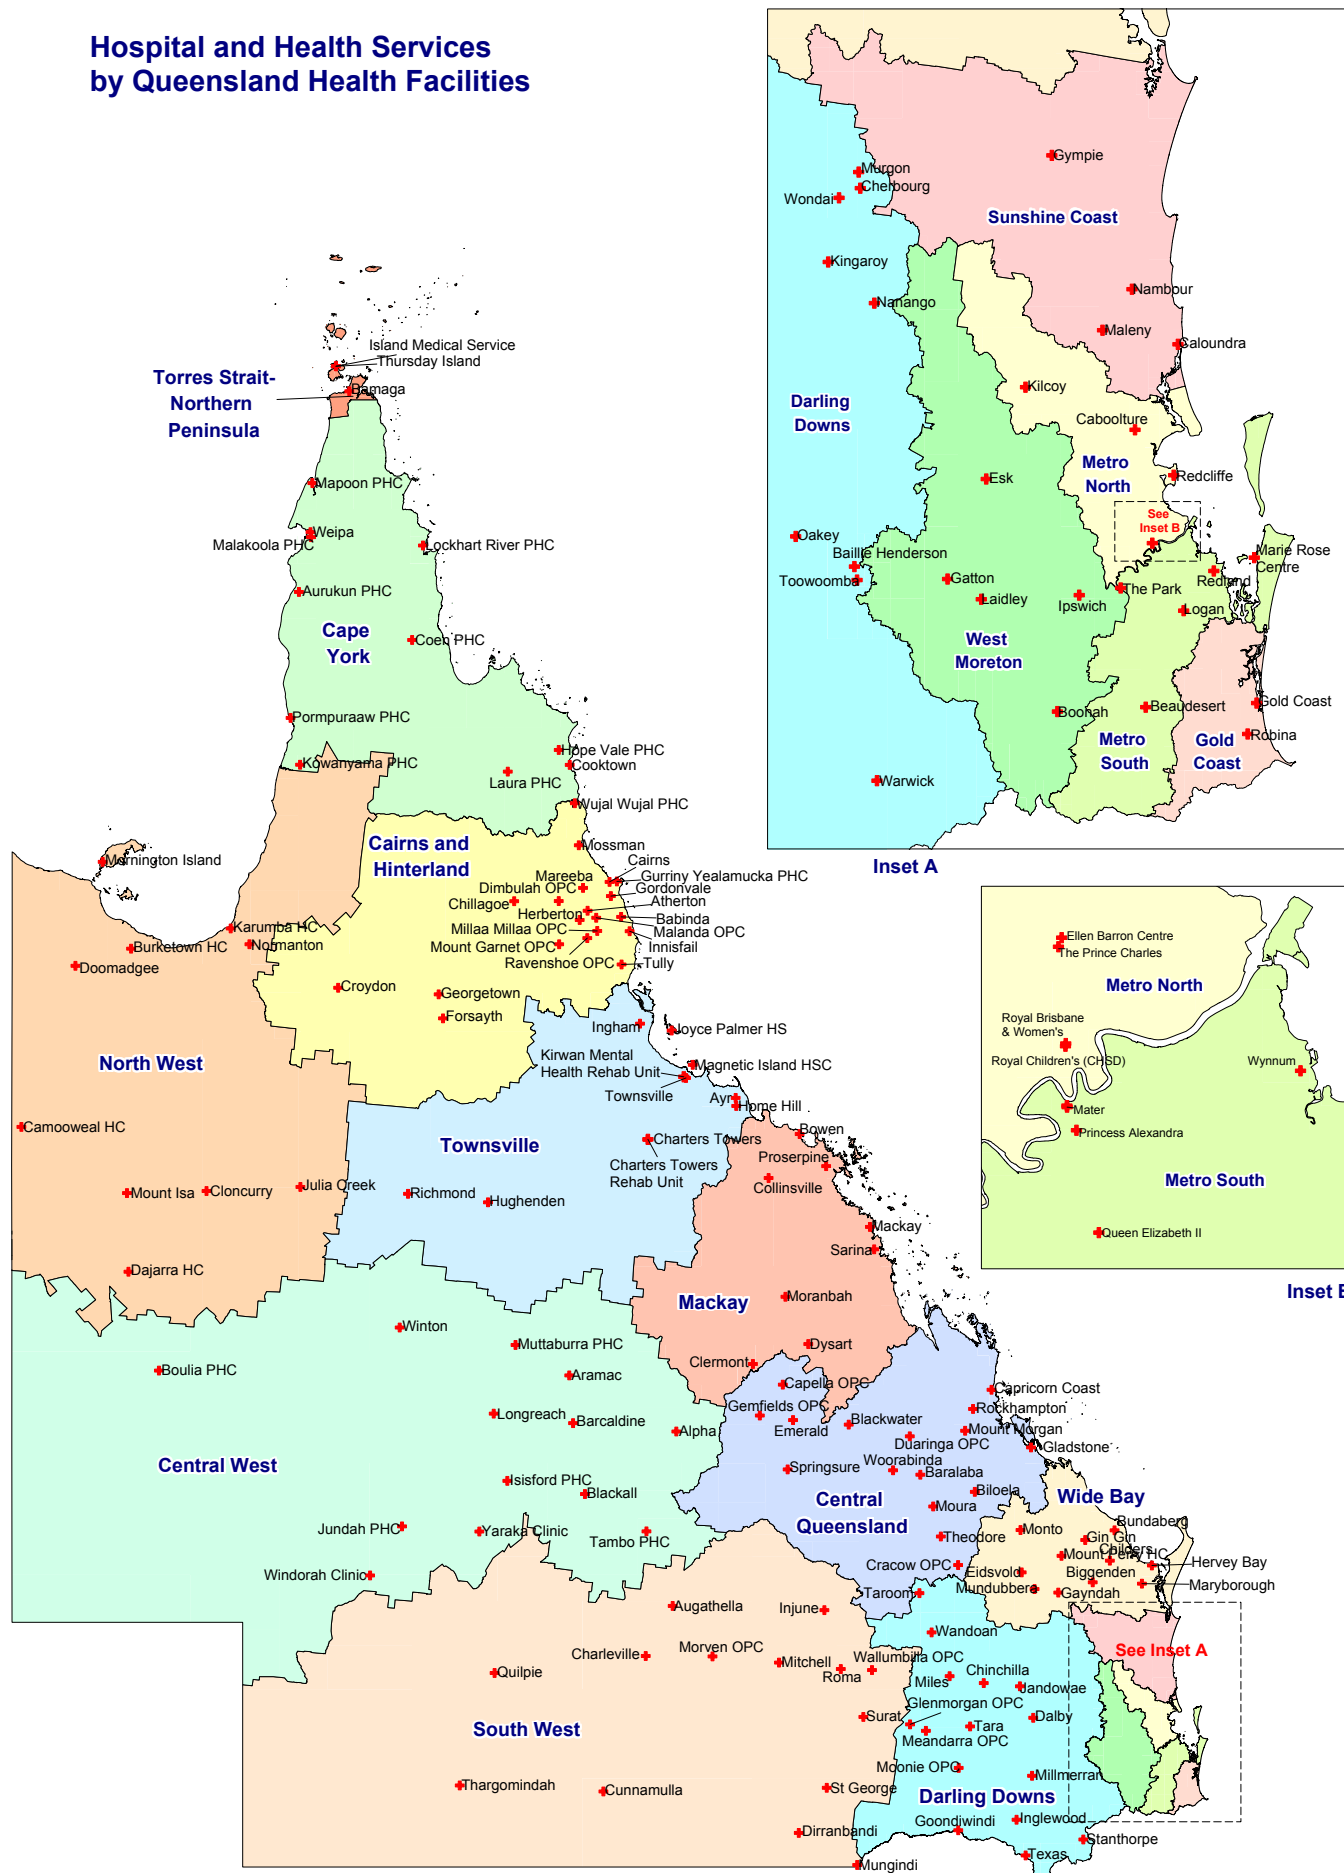 Hospital and Health Services
by Queensland Health Facilities
Island Medical Service
Thursday Island
Torres Strait-
Northern
Peninsula
Bamaga
Mapoon PHC
Weipa
Malakoola PHC
Lockhart River PHC
Aurukun PHC
Cape
York
Coen PHC
Pormpuraaw PHC
Hope Vale PHC
Kowanyama PHC
Cooktown
Laura PHC
Wujal Wujal PHC
Cairns and
Hinterland
Mossman
Mornington Island
Cairns
Mareeba
Gurriny Yealamucka PHC
Dimbulah OPC
Gordonvale
Chillagoe
Atherton
Herberton
Babinda
Millaa Millaa OPC
Malanda OPC
Mount Garnet OPC
Innisfail
Ravenshoe OPC
Tully
Karumba HC
Burketown HC
Normanton
Doomadgee
Croydon
Georgetown
Forsayth
Ingham
Joyce Palmer HS
North West
Kirwan Mental
Health Rehab Unit
Magnetic Island HSC
Townsville
Ayr
Home Hill
Camooweal HC
Townsville
Charters Towers
Charters Towers
Rehab Unit
Bowen
Proserpine
Collinsville
Mount Isa
Cloncurry
Julia Creek
Richmond
Hughenden
Mackay
Sarina
Dajarra HC
Mackay
Moranbah
Winton
Muttaburra PHC
Dysart
Clermont
Boulia PHC
Aramac
Capella OPC
Capricorn Coast
Longreach
Barcaldine
Gemfields OPC
Emerald
Blackwater
Rockhampton
Alpha
Mount Morgan
Duaringa OPC
Gladstone
Central West
Springsure
Woorabinda
Baralaba
Isisford PHC
Blackall
Central
Queensland
Biloela
Moura
Wide Bay
Jundah PHC
Yaraka Clinic
Tambo PHC
Theodore
Monto
Bundaberg
Gin Gin
Childers
Mount Perry HC
Hervey Bay
Cracow OPC
Eidsvold
Biggenden
Maryborough
Windorah Clinic
Taroom
Mundubbera
Gayndah
Augathella
Injune
Wandoan
See Inset A
Charleville
Morven OPC
Mitchell
Roma
Wallumbilla OPC
Quilpie
Miles
Chinchilla
Jandowae
Glenmorgan OPC
Surat
Tara
Dalby
Meandarra OPC
South West
Moonie OPC
Millmerran
Thargomindah
Cunnamulla
St George
Darling Downs
Dirranbandi
Goondiwindi
Inglewood
Stanthorpe
Texas
Mungindi
Gympie
Murgon
Cherbourg
Wondai
Sunshine Coast
Kingaroy
Nanango
Nambour
Maleny
Caloundra
Kilcoy
Darling
Downs
Caboolture
Metro
North
Esk
Redcliffe
See
Inset B
Oakey
Baillie Henderson
Toowoomba
Gatton
Laidley
Ipswich
The Park
Redland
Marie Rose
Centre
Logan
West
Moreton
Boonah
Beaudesert
Gold Coast
Robina
Metro
South
Gold
Coast
Warwick
Inset A
Ellen Barron Centre
The Prince Charles
Metro North
Royal Brisbane
& Women's
Royal Children's (CHSD)
Wynnum
Mater
Princess Alexandra
Metro South
Queen Elizabeth II
Inset B